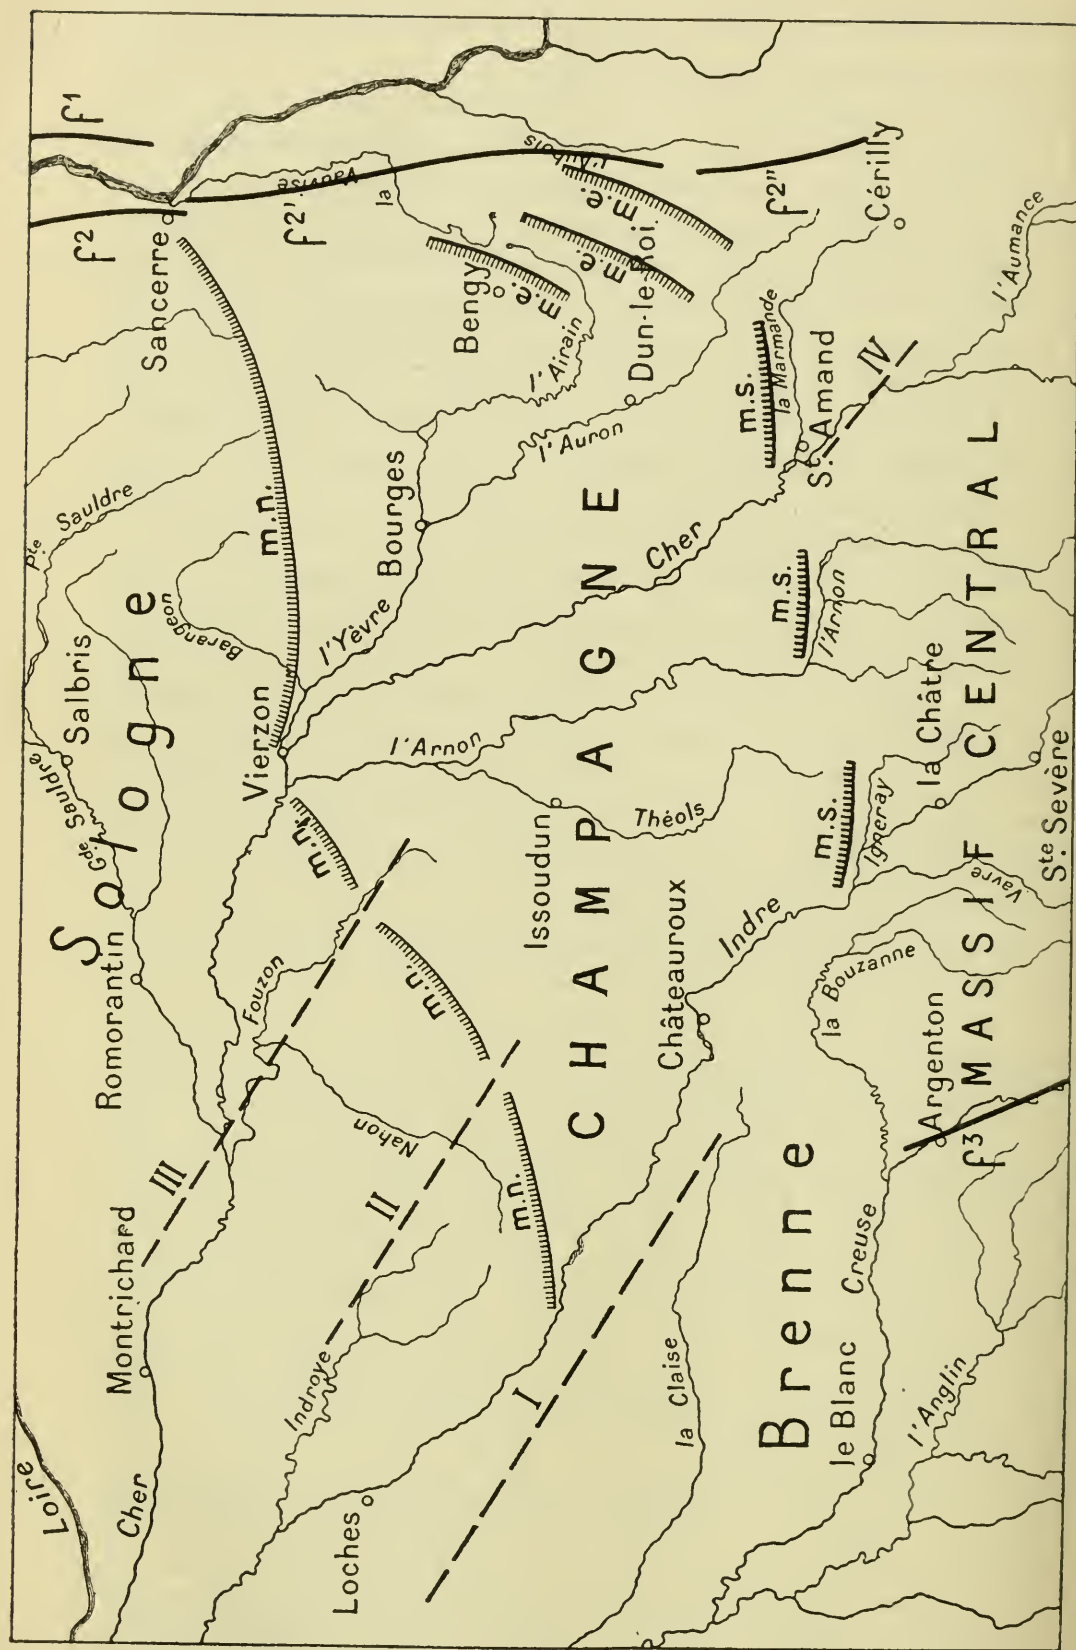 Loire
Cher
Montrichard
Romorantin
Sologne
Salbris
Gde. Sauldre
Pte Sauldre
Barangeon
Vierzon
l'Yèvre
Bourges
Sancerre
f1
f2
f2'
la Vauvise
l'Aubois
f2"
Cérilly
Bengy
l'Airain
Dun-le-Roi
l'Auron
m.e.
m.e.
m.e.
m.n.
m.n.
m.n.
m.n.
III
Fouzon
Nahon
II
Indroye
Loches
I
Issoudun
l'Arnon
Théols
CHAMPAGNE
Cher
Châteauroux
Indre
m.s.
m.s.
m.s.
la Marmande
St. Amand
IV
l'Aumance
l'Arnon
Igneray
la Châtre
Vavre
Ste. Sevère
MASSIF CENTRAL
la Bouzanne
Argenton
f3
Brenne
la Claise
Creuse
le Blanc
l'Anglin